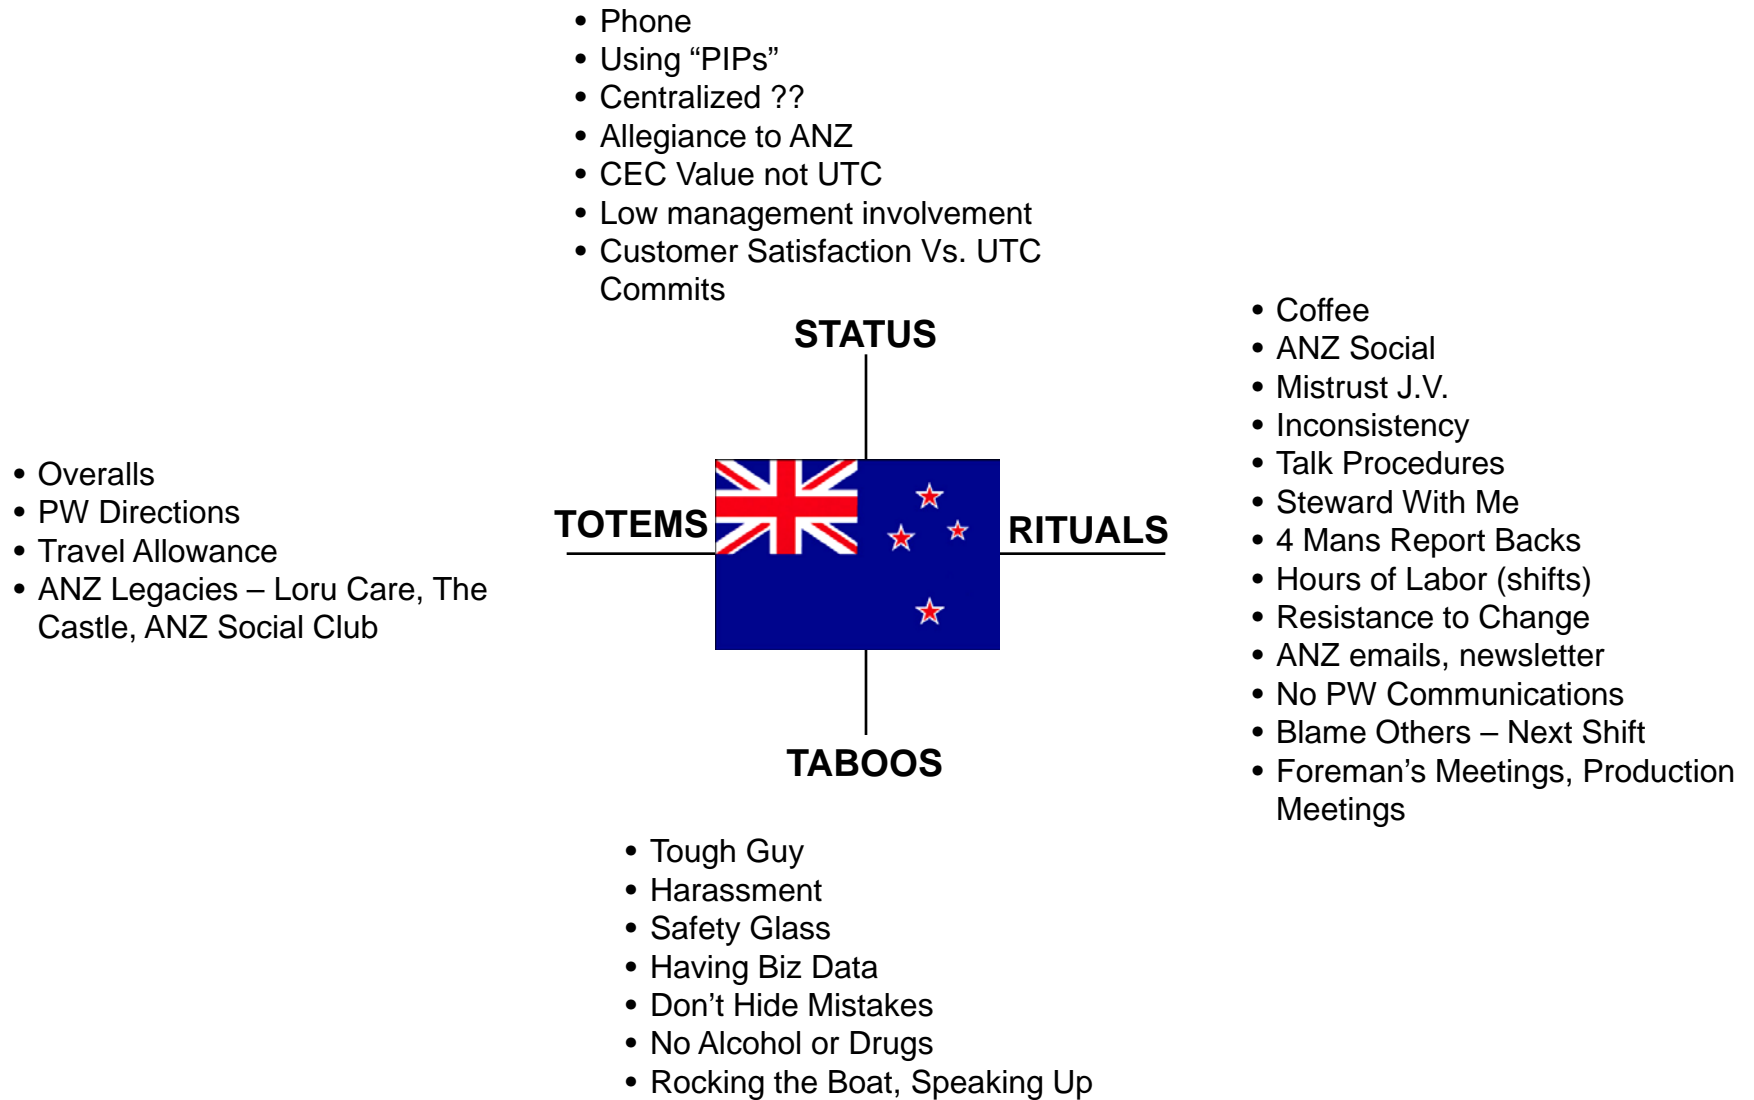 • Phone
• Using “PIPs”
• Centralized ??
• Allegiance to ANZ
• CEC Value not UTC
• Low management involvement
• Customer Satisfaction Vs. UTC
Commits
STATUS
• Overalls
• PW Directions
• Travel Allowance
• ANZ Legacies – Loru Care, The
Castle, ANZ Social Club
TOTEMS
RITUALS
• Coffee
• ANZ Social
• Mistrust J.V.
• Inconsistency
• Talk Procedures
• Steward With Me
• 4 Mans Report Backs
• Hours of Labor (shifts)
• Resistance to Change
• ANZ emails, newsletter
• No PW Communications
• Blame Others – Next Shift
• Foreman’s Meetings, Production
Meetings
TABOOS
• Tough Guy
• Harassment
• Safety Glass
• Having Biz Data
• Don’t Hide Mistakes
• No Alcohol or Drugs
• Rocking the Boat, Speaking Up